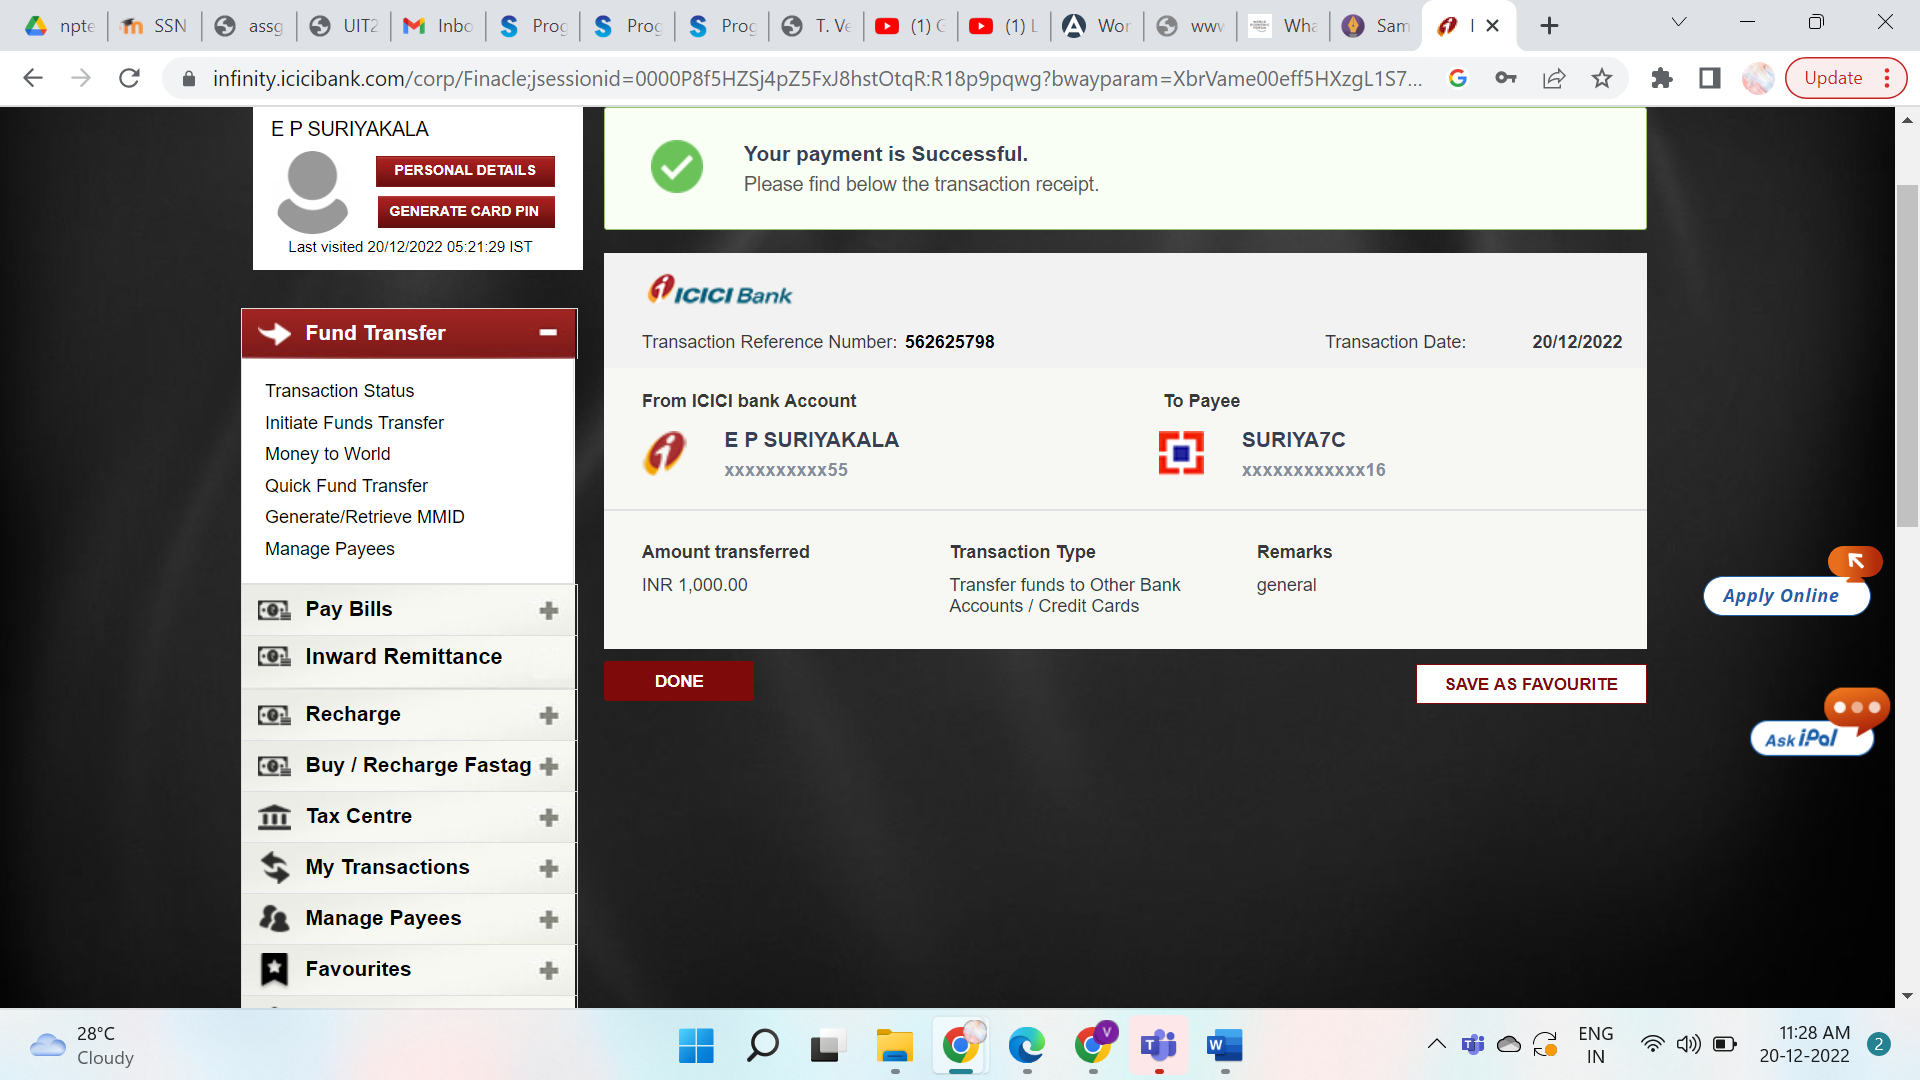 npte
SSN
assg
UIT2
Inbo
Prog
Prog
Prog
T. Ve
(1) G
(1) L
Wor
www
Wha
Sam
I
infinity.icicibank.com/corp/Finacle;jsessionid=0000P8f5HZSj4pZ5FxJ8hstOtqR:R18p9pqwg?bwayparam=XbrVame00eff5HXzgL1S7...
Update
E P SURIYAKALA
PERSONAL DETAILS
GENERATE CARD PIN
Last visited 20/12/2022 05:21:29 IST
Fund Transfer
Transaction Status
Initiate Funds Transfer
Money to World
Quick Fund Transfer
Generate/Retrieve MMID
Manage Payees
Pay Bills
Inward Remittance
Recharge
Buy / Recharge Fastag
Tax Centre
My Transactions
Manage Payees
Favourites
Your payment is Successful.
Please find below the transaction receipt.
ICICI Bank
Transaction Reference Number: 562625798
Transaction Date: 20/12/2022
From ICICI bank Account
E P SURIYAKALA
xxxxxxxxxx55
To Payee
SURIYA7C
xxxxxxxxxxxx16
Amount transferred
INR 1,000.00
Transaction Type
Transfer funds to Other Bank
Accounts / Credit Cards
Remarks
general
DONE
SAVE AS FAVOURITE
Apply Online
Ask iPal
28°C
Cloudy
V
ENG
IN
11:28 AM
20-12-2022
2